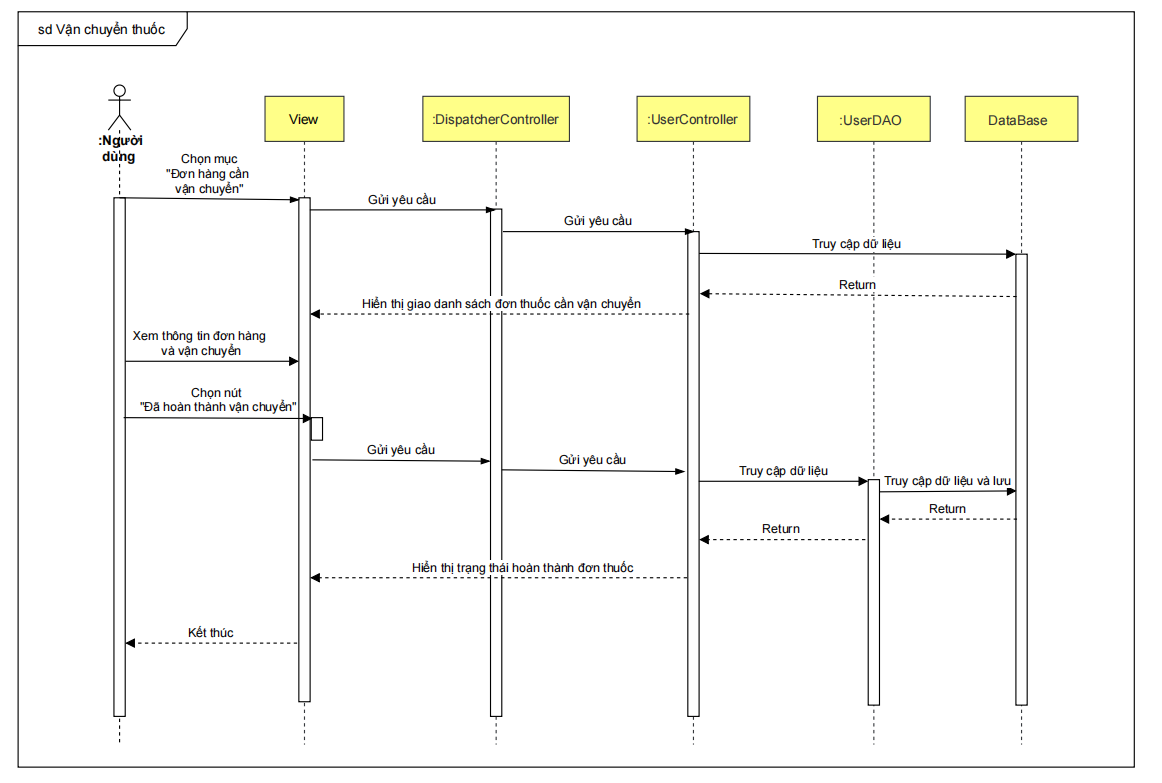 sd Vận chuyển thuốc
:Người
dùng
View
:DispatcherController
:UserController
:UserDAO
DataBase
Chọn mục
"Đơn hàng cần
vận chuyển"
Gửi yêu cầu
Gửi yêu cầu
Truy cập dữ liệu
Return
Hiển thị giao danh sách đơn thuốc cần vận chuyển
Xem thông tin đơn hàng
và vận chuyển
Chọn nút
"Đã hoàn thành vận chuyển"
Gửi yêu cầu
Gửi yêu cầu
Truy cập dữ liệu
Truy cập dữ liệu và lưu
Return
Return
Hiển thị trạng thái hoàn thành đơn thuốc
Kết thúc